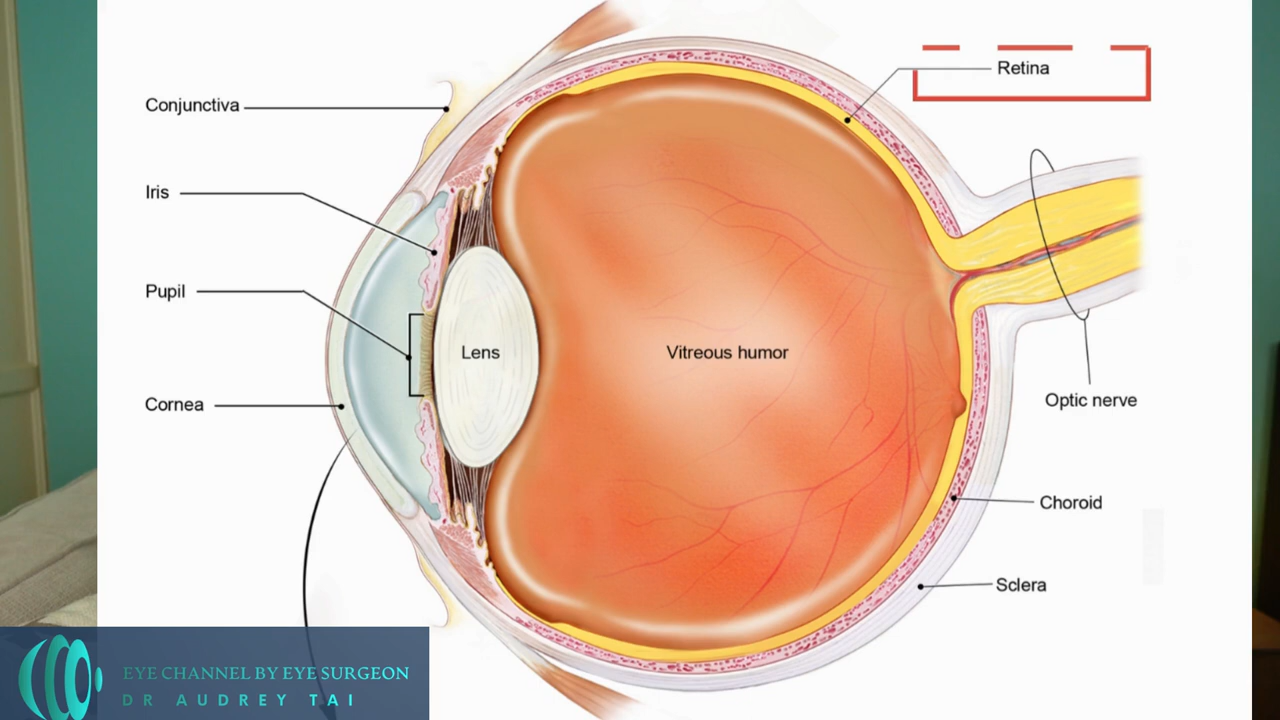 Retina
Conjunctiva
Iris
Pupil
Lens
Vitreous humor
Cornea
Optic nerve
Choroid
Sclera
EYE CHANNEL BY EYE SURGEON
DR AUDREY TAI